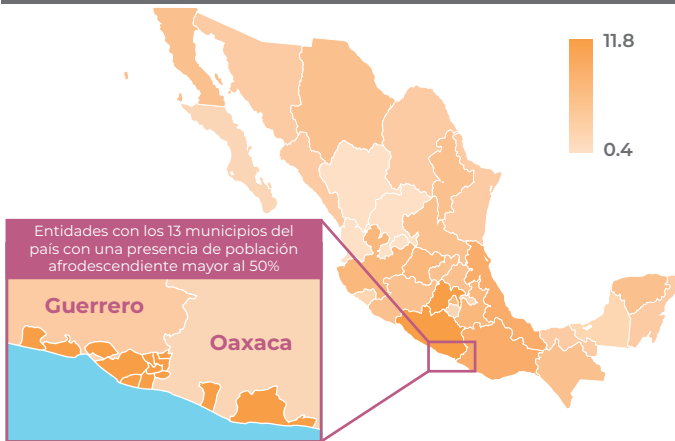 11.8
0.4
Entidades con los 13 municipios del
país con una presencia de población
afrodescendiente mayor al 50%
Guerrero
Oaxaca